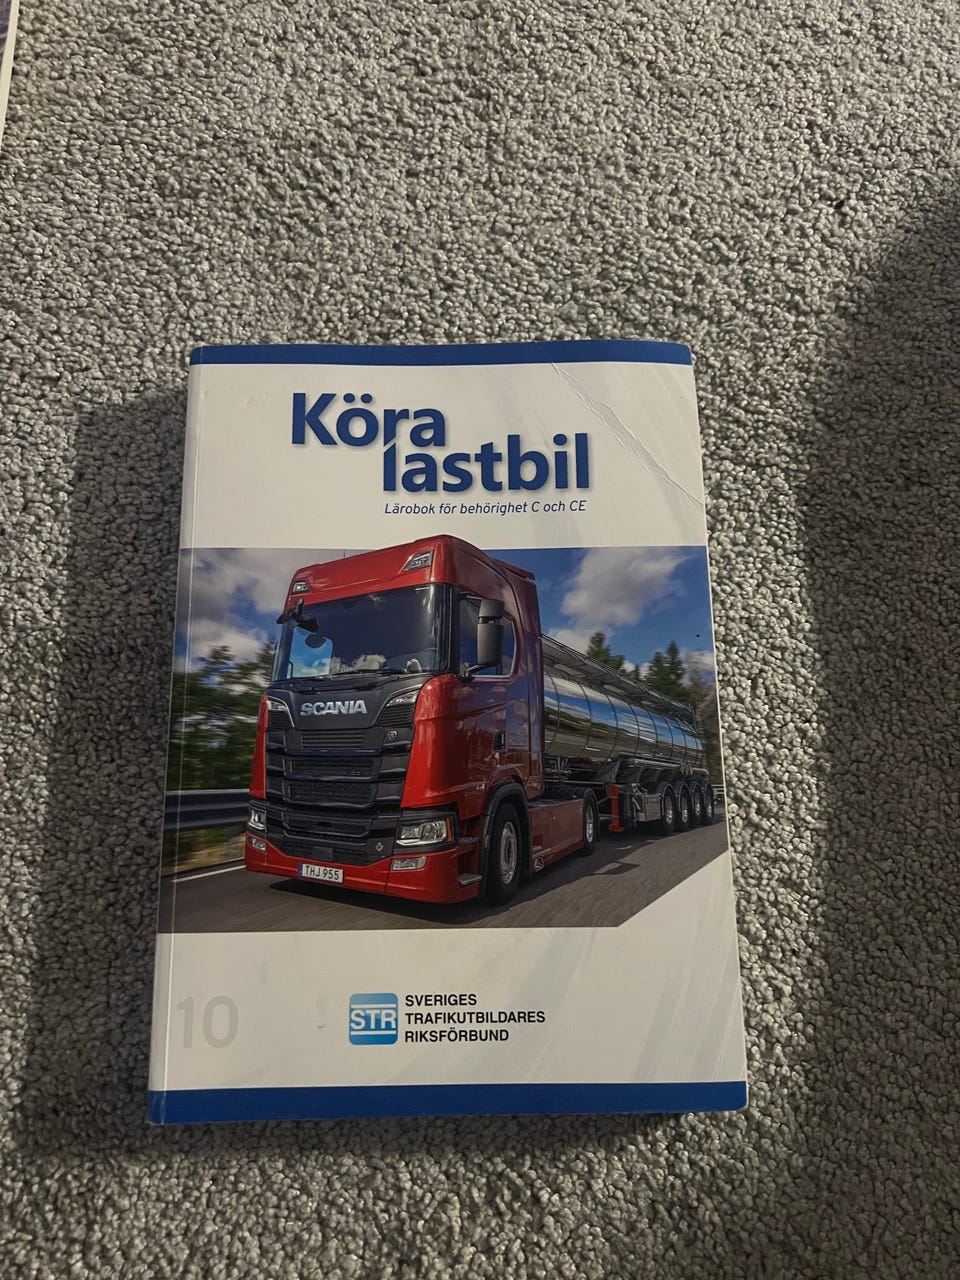 Köra
lastbil
Lärobok för behörighet C och CE
SCANIA
THJ 955
10
STR
SVERIGES
TRAFIKUTBILDARES
RIKSFÖRBUND